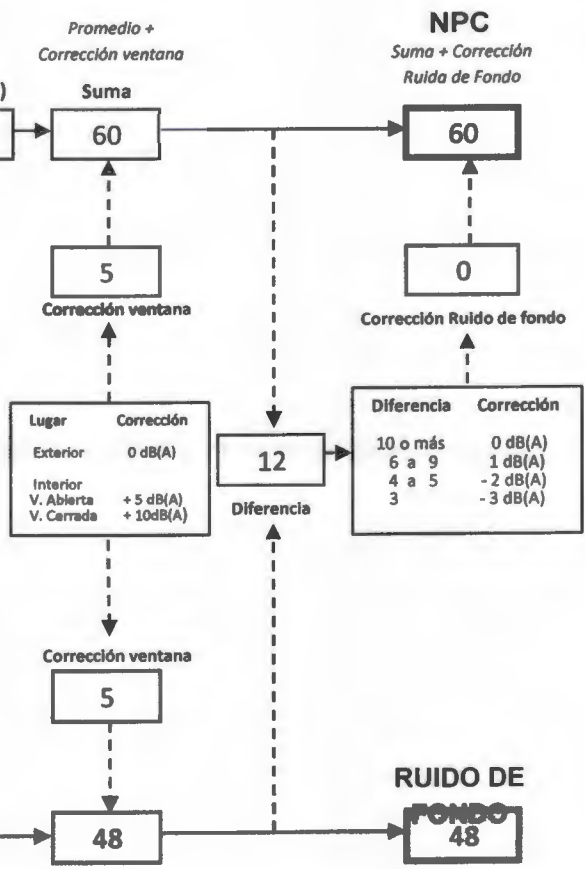 Promedio +
Corrección ventana
NPC
Suma + Corrección
Ruida de Fondo
)
Suma
60
60
5
Corrección ventana
0
Corrección Ruido de fondo
Lugar Corrección
Exterior 0 dB(A)
Interior
V. Abierta + 5 dB(A)
V. Cerrada + 10dB(A)
12
Diferencia
Diferencia Corrección
10 o más 0 dB(A)
6 a 9 1 dB(A)
4 a 5 - 2 dB(A)
3 - 3 dB(A)
Corrección ventana
5
48
RUIDO DE
FONDO
48